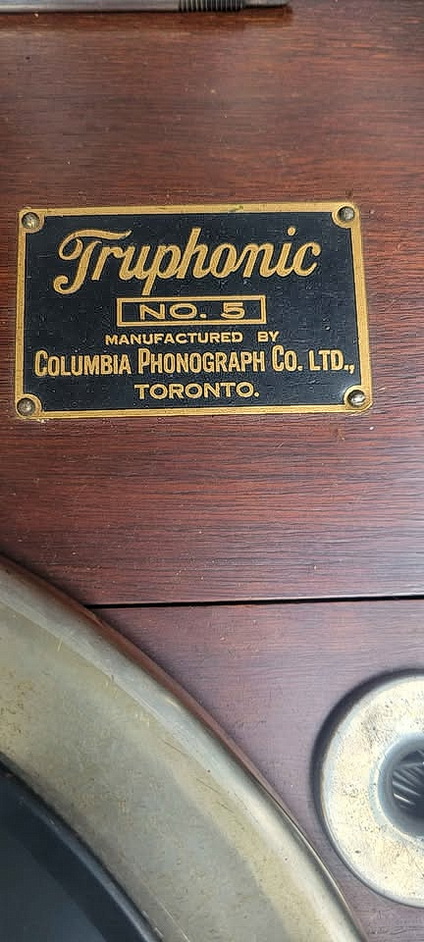 Truphonic
NO. 5
MANUFACTURED BY
COLUMBIA PHONOGRAPH CO. LTD.,
TORONTO.